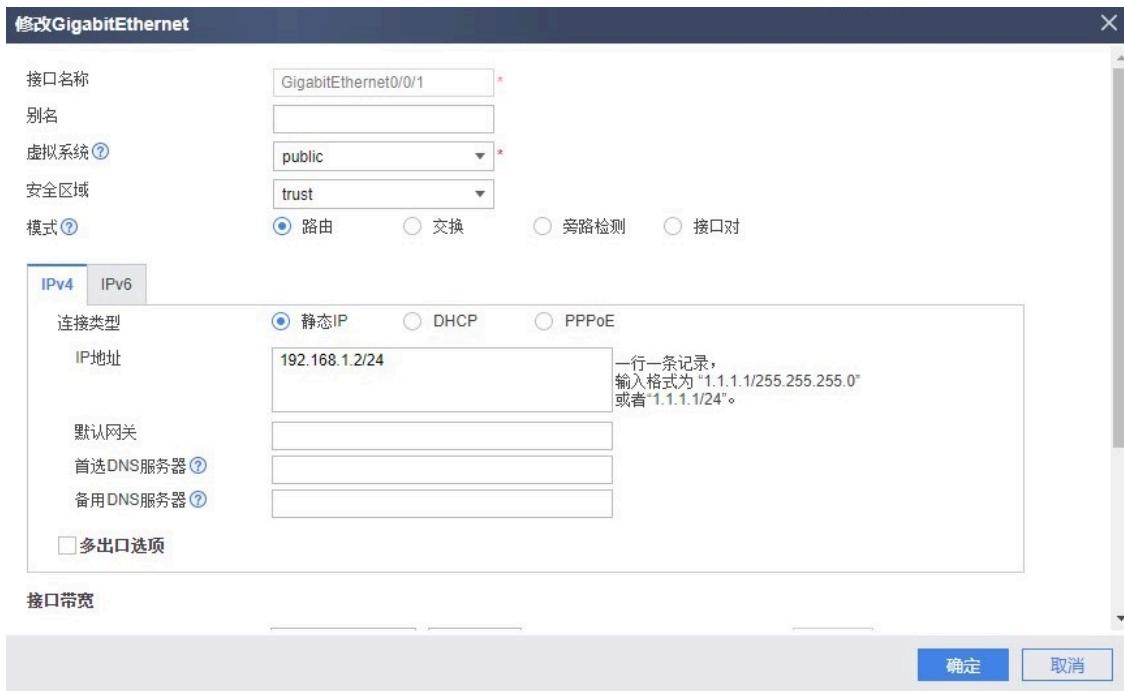 修改GigabitEthernet
接口名称 GigabitEthernet0/0/1 *
别名
虚拟系统 ? public *
安全区域 trust
模式 ? 路由 交换 旁路检测 接口对
IPv4 IPv6
连接类型 静态IP DHCP PPPoE
IP地址 192.168.1.2/24 一行一条记录，
输入格式为 “1.1.1.1/255.255.255.0”
或者“1.1.1.1/24”。
默认网关
首选DNS服务器 ?
备用DNS服务器 ?
多出口选项
接口带宽
确定 取消